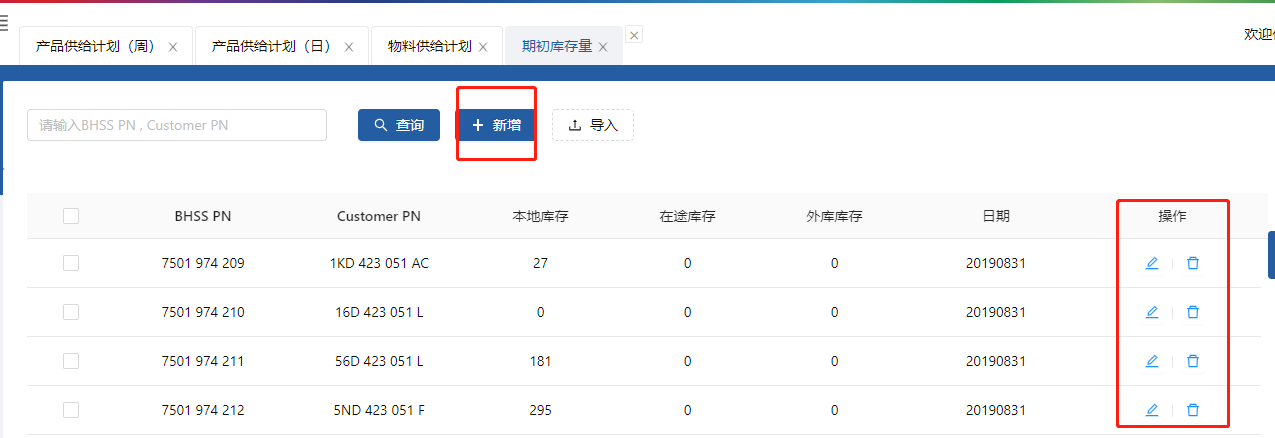 欢迎
产品供给计划（周） 产品供给计划（日） 物料供给计划 期初库存量
请输入BHSS PN , Customer PN 查询 新增 导入
BHSS PN Customer PN 本地库存 在途库存 外库库存 日期 操作
7501 974 209 1KD 423 051 AC 27 0 0 20190831
7501 974 210 16D 423 051 L 0 0 0 20190831
7501 974 211 56D 423 051 L 181 0 0 20190831
7501 974 212 5ND 423 051 F 295 0 0 20190831